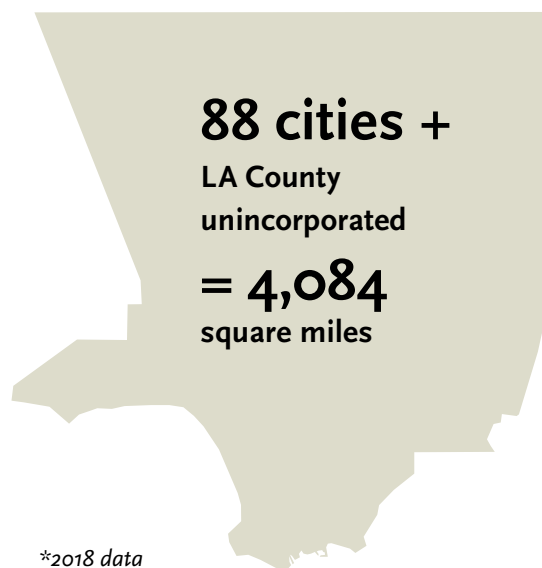 88 cities +
LA County
unincorporated
= 4,084
square miles
*2018 data